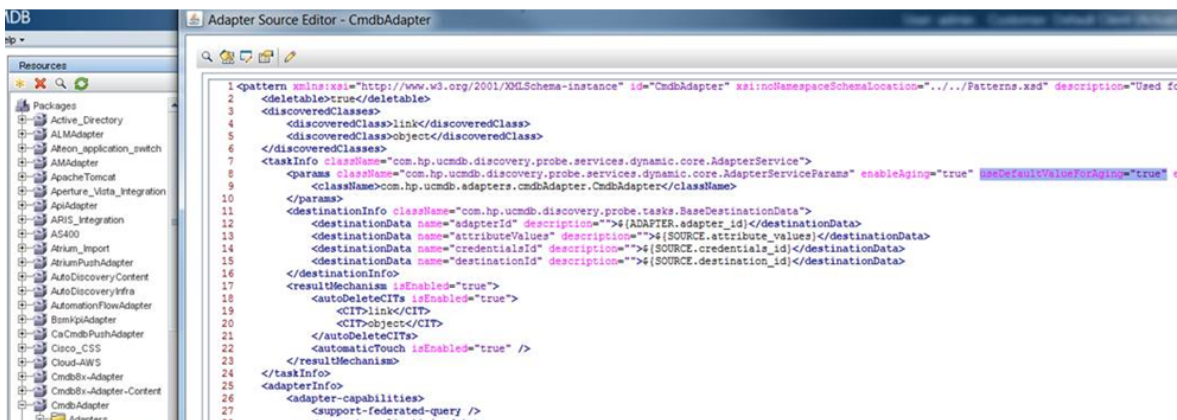 DB
elp
Resources
Packages
Active_Directory
ALMAdapter
Alteon_application_switch
AMAdapter
ApacheTomcat
Aperture_Vista_Integration
ApiAdapter
ARIS_Integration
AS400
Atrium_Import
AtriumPushAdapter
AutoDiscoveryContent
AutoDiscoveryInfra
AutomationFlowAdapter
BsmKpiAdapter
CaCmdbPushAdapter
Cisco_CSS
Cloud-AWS
Cmdb8x-Adapter
Cmdb8x-Adapter-Content
CmdbAdapter
Adapters
Adapter Source Editor - CmdbAdapter
1 <pattern xmlns:xsi="http://www.w3.org/2001/XMLSchema-instance" id="CmdbAdapter" xsi:noNamespaceSchemaLocation="../../Patterns.xsd" description="Used fo
2 <deletable>true</deletable>
3 <discoveredClasses>
4 <discoveredClass>link</discoveredClass>
5 <discoveredClass>object</discoveredClass>
6 </discoveredClasses>
7 <taskInfo className="com.hp.ucmdb.discovery.probe.services.dynamic.core.AdapterService">
8 <params className="com.hp.ucmdb.discovery.probe.services.dynamic.core.AdapterServiceParams" enableAging="true" useDefaultValueForAging="true" e
9 <className>com.hp.ucmdb.adapters.cmdbAdapter.CmdbAdapter</className>
10 </params>
11 <destinationInfo className="com.hp.ucmdb.discovery.probe.tasks.BaseDestinationData">
12 <destinationData name="adapterId" description="">${ADAPTER.adapter_id}</destinationData>
13 <destinationData name="attributeValues" description="">${SOURCE.attribute_values}</destinationData>
14 <destinationData name="credentialsId" description="">${SOURCE.credentials_id}</destinationData>
15 <destinationData name="destinationId" description="">${SOURCE.destination_id}</destinationData>
16 </destinationInfo>
17 <resultMechanism isEnabled="true">
18 <autoDeleteCITs isEnabled="true">
19 <CIT>link</CIT>
20 <CIT>object</CIT>
21 </autoDeleteCITs>
22 <automaticTouch isEnabled="true" />
23 </resultMechanism>
24 </taskInfo>
25 <adapterInfo>
26 <adapter-capabilities>
27 <support-federated-query />